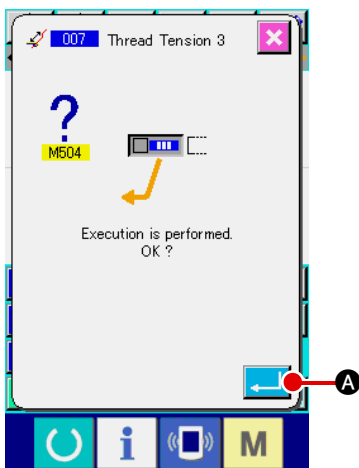 007 Thread Tension 3
?
M504
Execution is performed.
OK ?
A
i
M